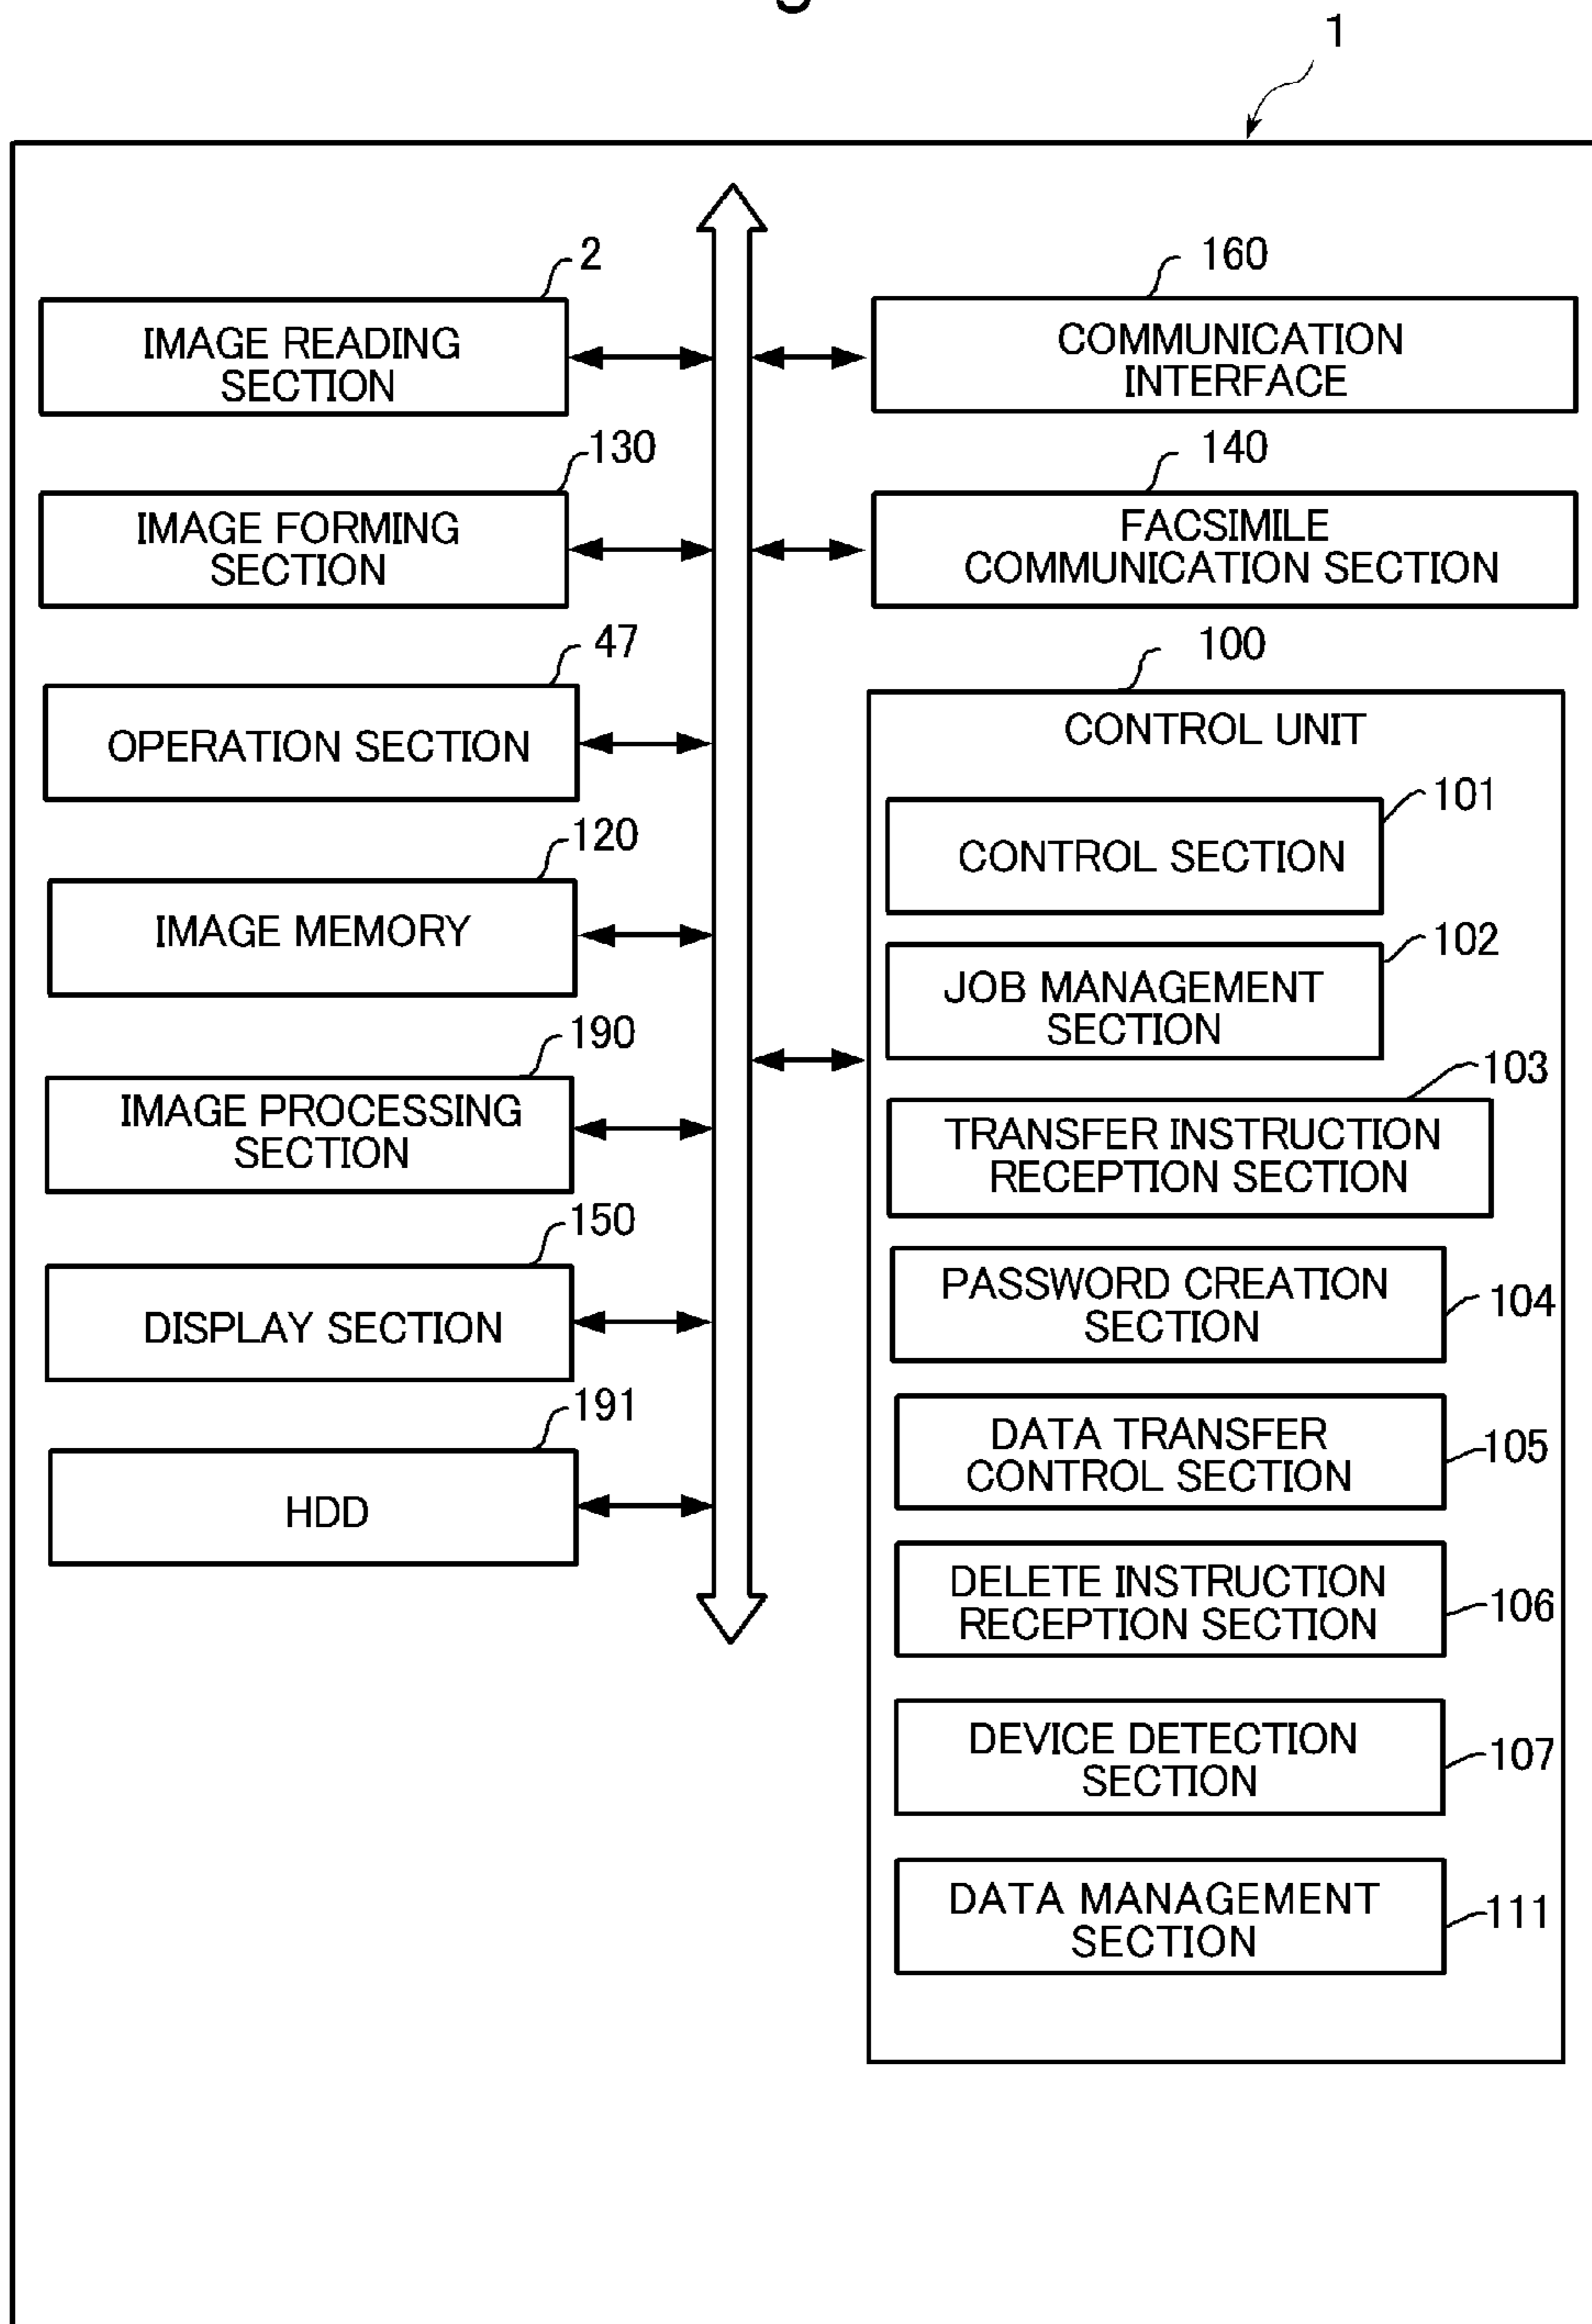 1
2
IMAGE READING
SECTION
130
IMAGE FORMING
SECTION
47
OPERATION SECTION
120
IMAGE MEMORY
190
IMAGE PROCESSING
SECTION
150
DISPLAY SECTION
191
HDD
160
COMMUNICATION
INTERFACE
140
FACSIMILE
COMMUNICATION SECTION
100
CONTROL UNIT
101
CONTROL SECTION
102
JOB MANAGEMENT
SECTION
103
TRANSFER INSTRUCTION
RECEPTION SECTION
PASSWORD CREATION
SECTION
104
DATA TRANSFER
CONTROL SECTION
105
DELETE INSTRUCTION
RECEPTION SECTION
106
DEVICE DETECTION
SECTION
107
DATA MANAGEMENT
SECTION
111